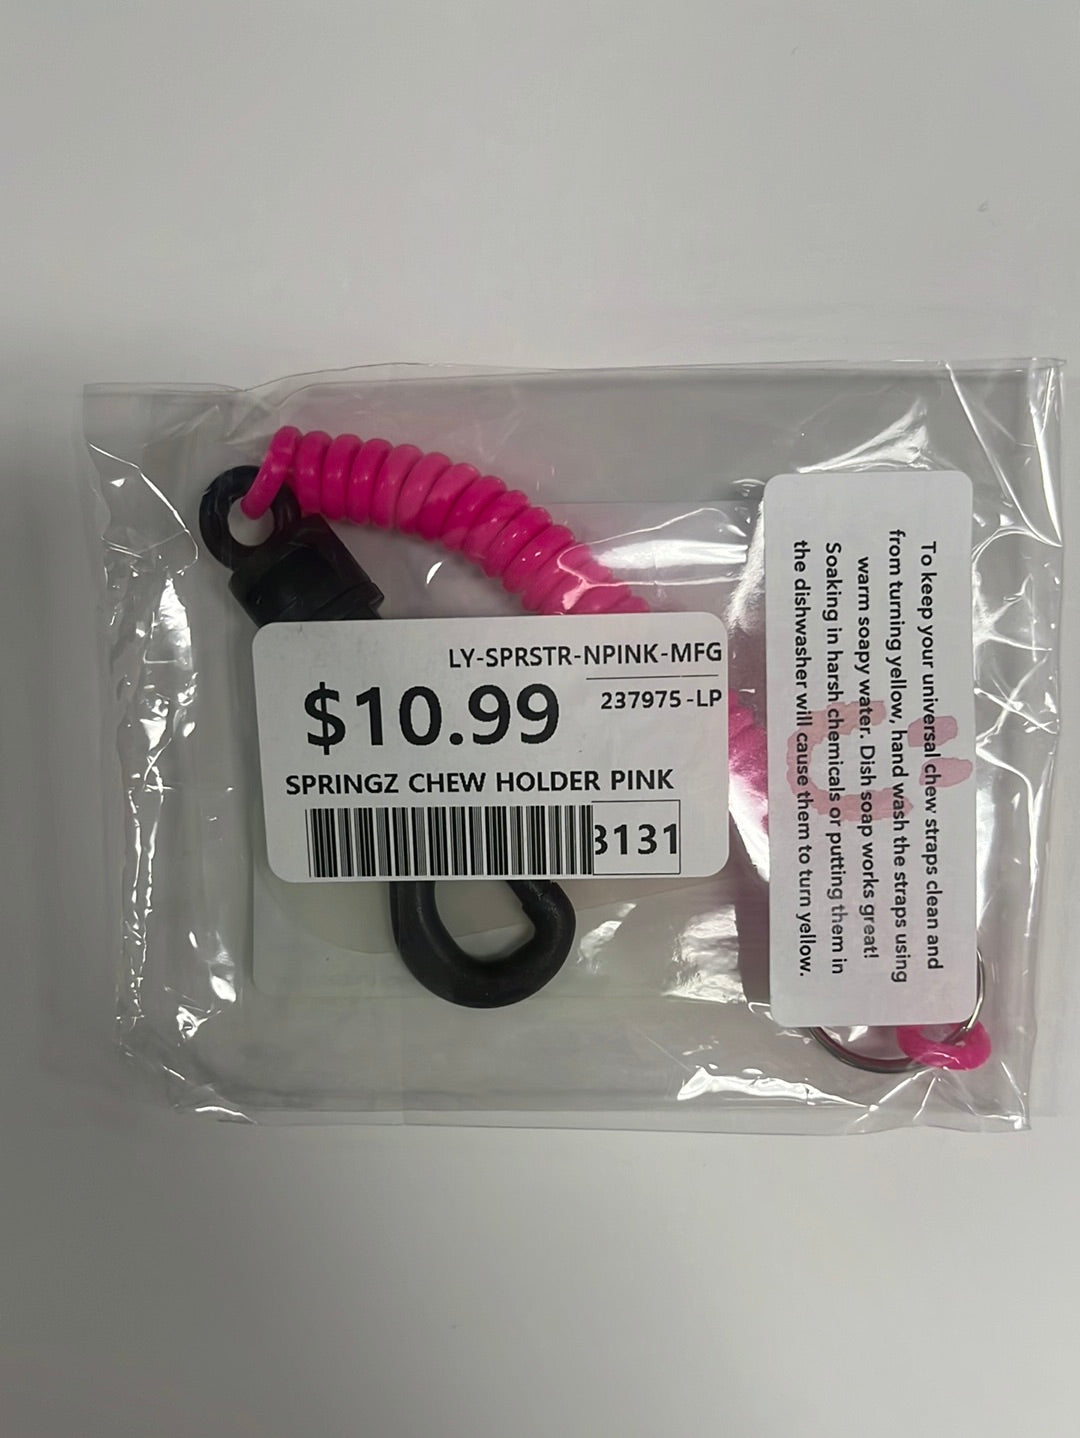 LY-SPRSTR-NPINK-MFG
$10.99
237975-LP
SPRINGZ CHEW HOLDER PINK
3131
To keep your universal chew straps clean and
from turning yellow, hand wash the straps using
warm soapy water. Dish soap works great!
Soaking in harsh chemicals or putting them in
the dishwasher will cause them to turn yellow.